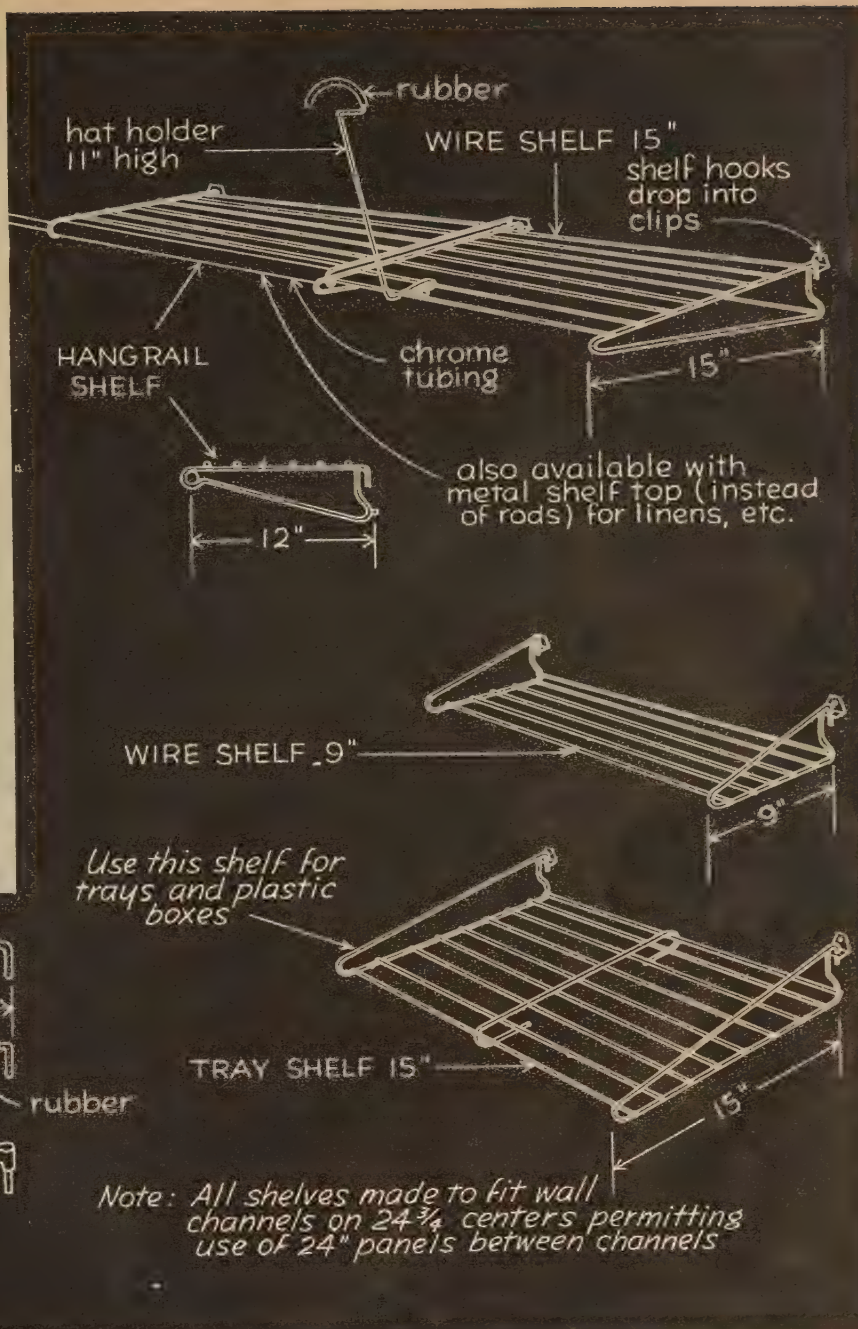 rubber
hat holder
11" high
WIRE SHELF 15"
shelf hooks
drop into
clips
HANGRAIL
SHELF
chrome
tubing
15"
also available with
metal shelf top (instead
of rods) for linens, etc.
12"
WIRE SHELF 9"
9"
Use this shelf for
trays and plastic
boxes
TRAY SHELF 15"
15"
rubber
Note: All shelves made to fit wall
channels on 24 3/4 centers permitting
use of 24" panels between channels